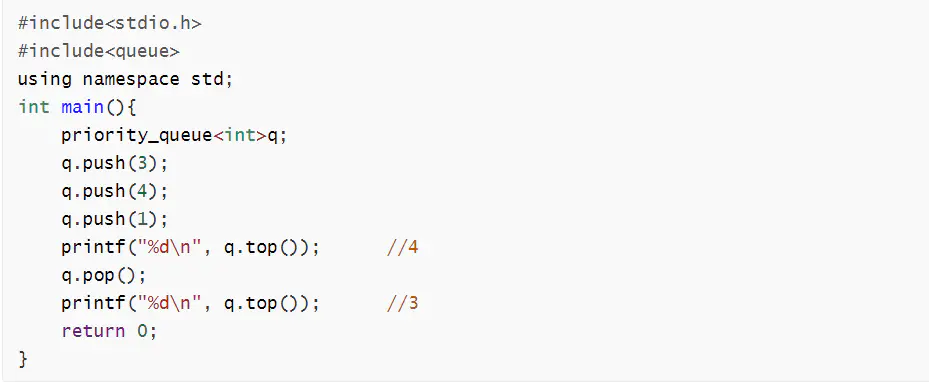 #include<stdio.h>
#include<queue>
using namespace std;
int main(){
    priority_queue<int>q;
    q.push(3);
    q.push(4);
    q.push(1);
    printf("%d\n", q.top());      //4
    q.pop();
    printf("%d\n", q.top());      //3
    return 0;
}